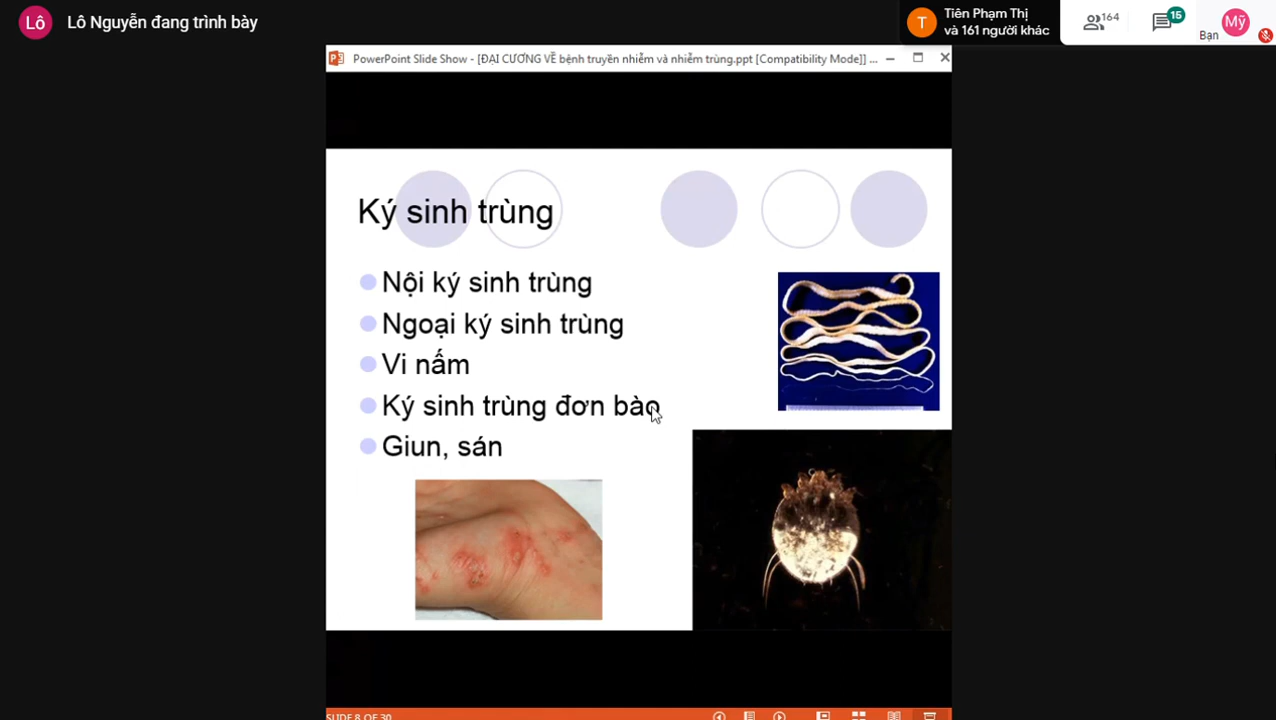 Lô
Lô Nguyễn đang trình bày
T
Tiên Phạm Thị
và 161 người khác
164
15
Mỹ
Bạn
PowerPoint Slide Show - [ĐẠI CƯƠNG VỀ bệnh truyền nhiễm và nhiễm trùng.ppt [Compatibility Mode]] ...
Ký sinh trùng
Nội ký sinh trùng
Ngoại ký sinh trùng
Vi nấm
Ký sinh trùng đơn bào
Giun, sán
SLIDE 8 OF 30